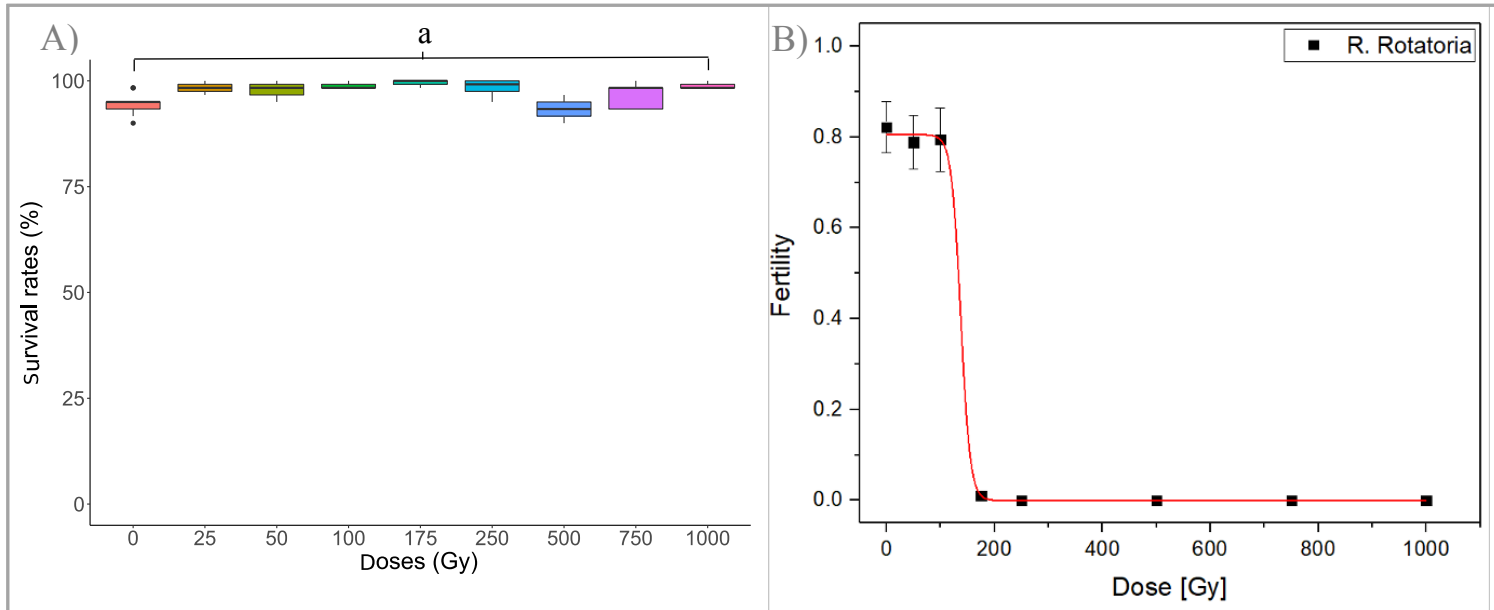 A)
a
100
75
50
25
0
Survival rates (%)
0 25 50 100 175 250 500 750 1000
Doses (Gy)
B)
R. Rotatoria
1.0
0.8
0.6
0.4
0.2
0.0
Fertility
0 200 400 600 800 1000
Dose [Gy]